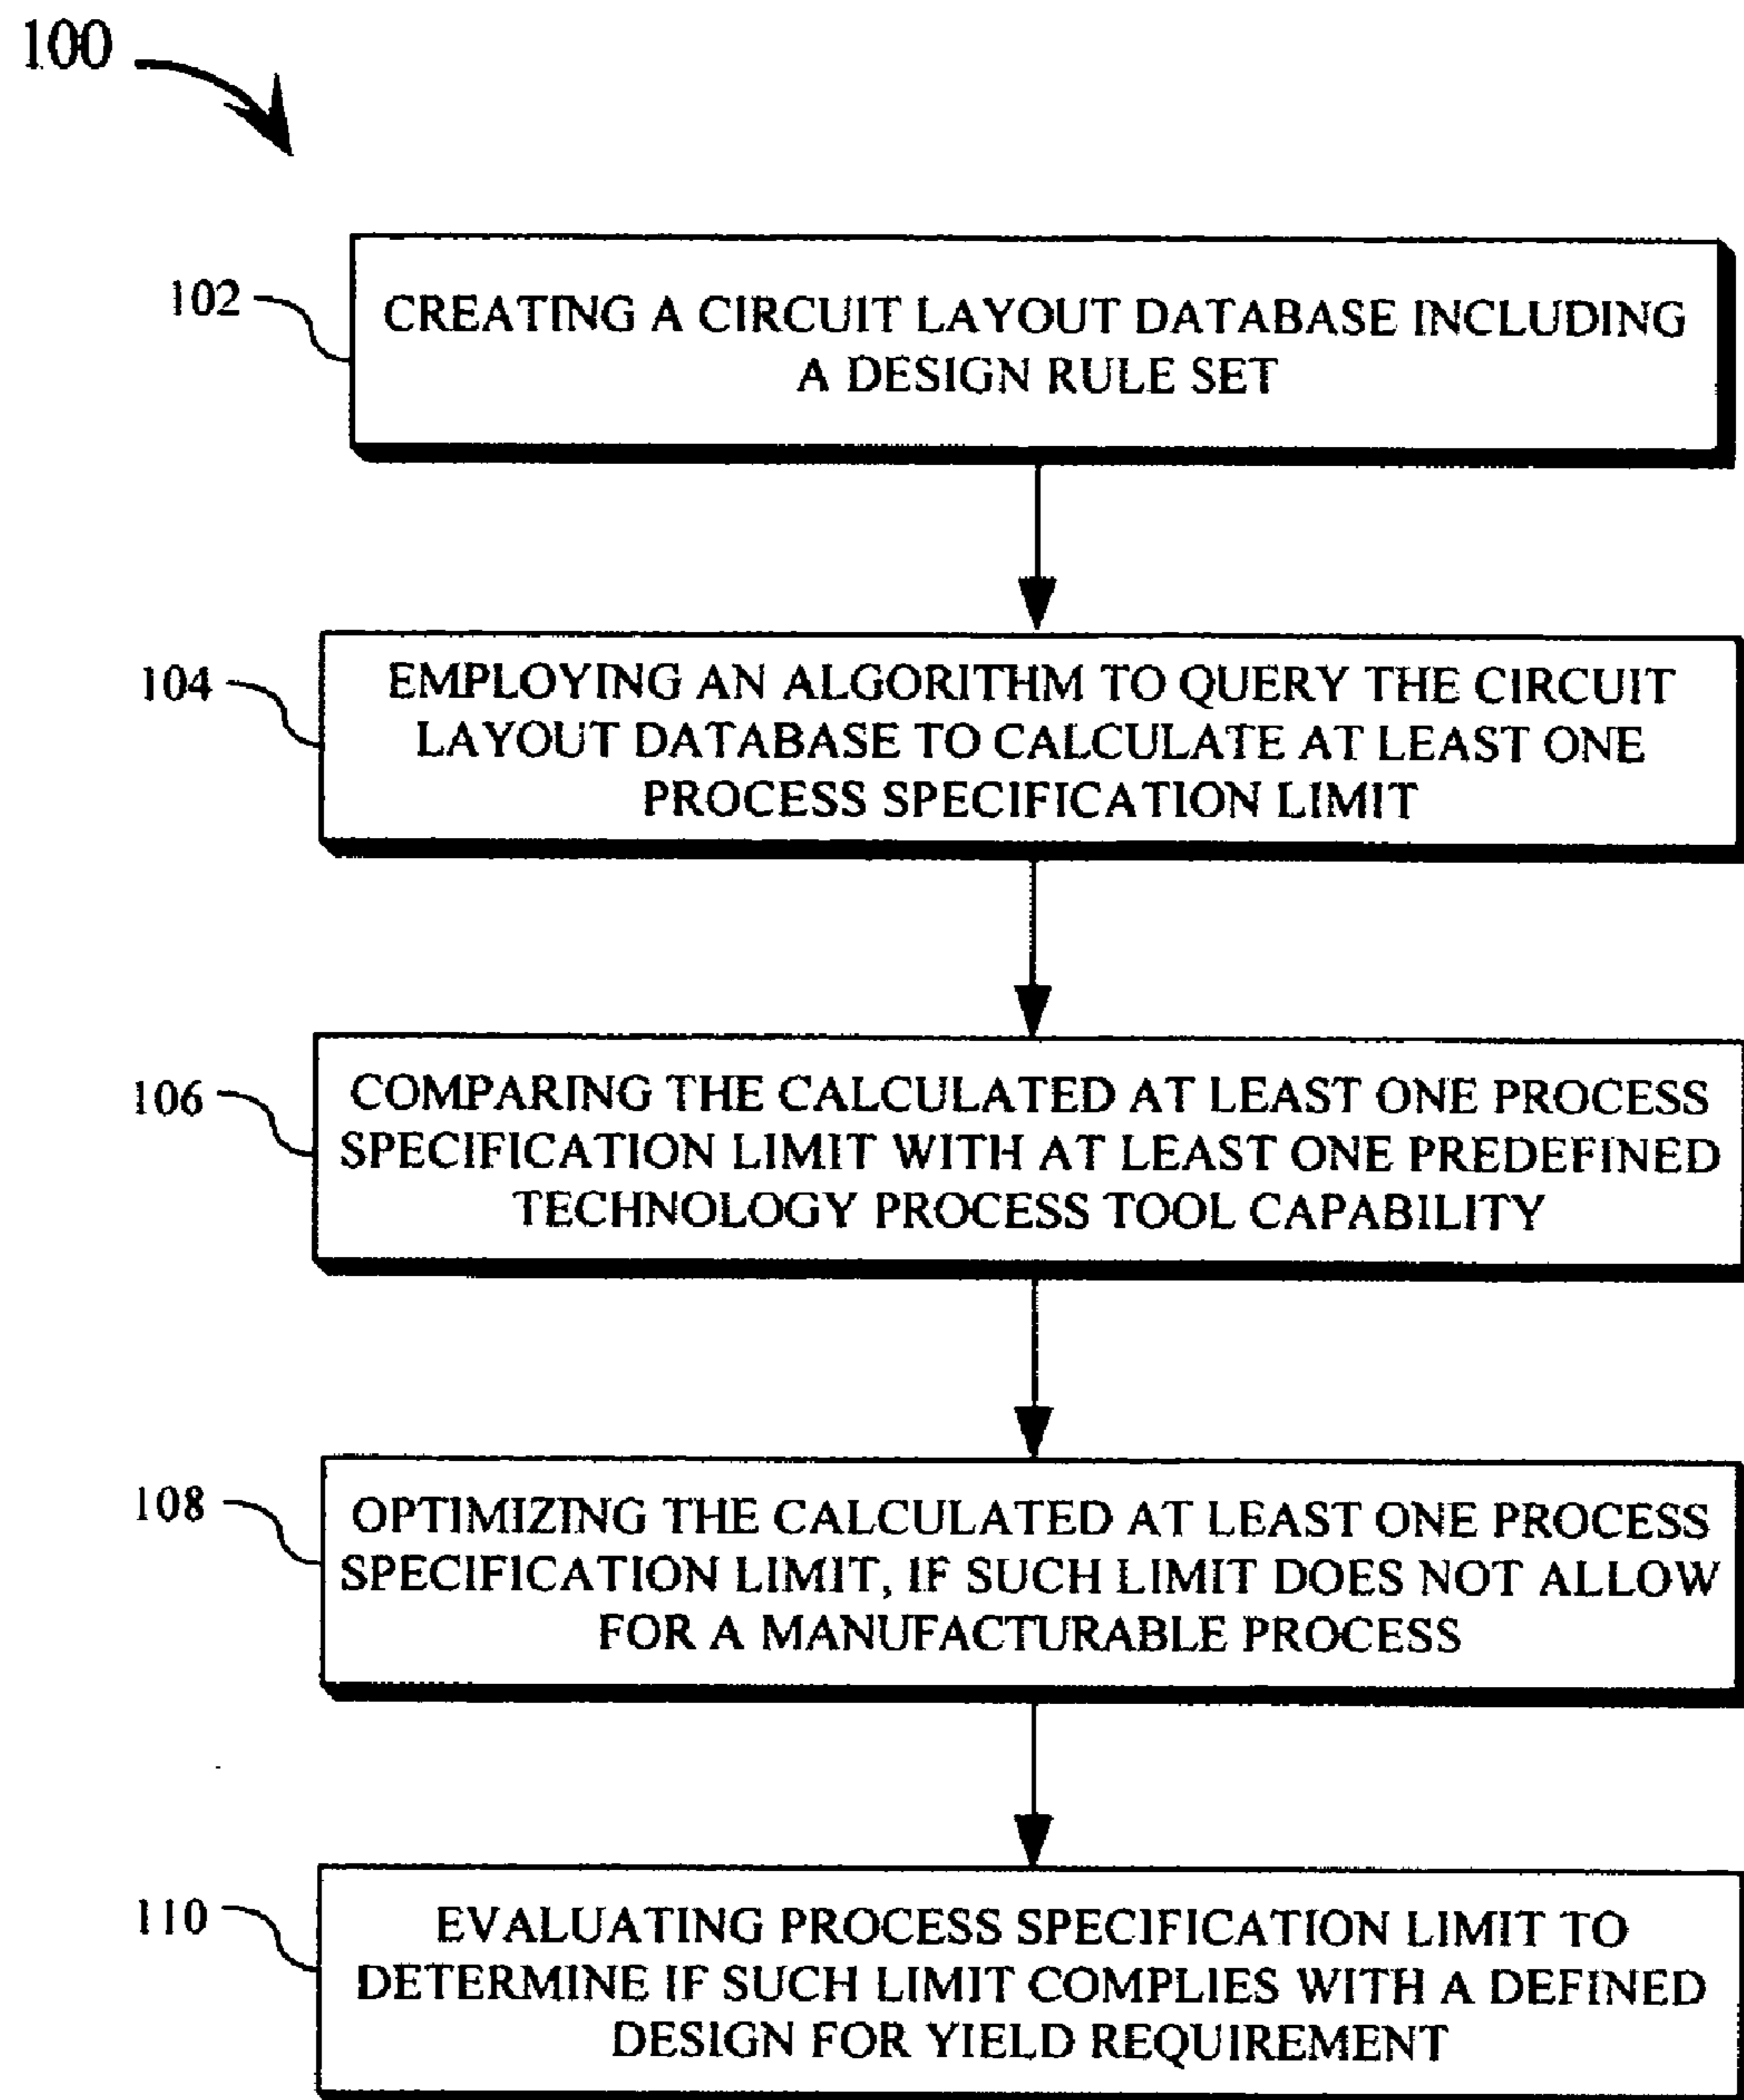 100
102
CREATING A CIRCUIT LAYOUT DATABASE INCLUDING
A DESIGN RULE SET
104
EMPLOYING AN ALGORITHM TO QUERY THE CIRCUIT
LAYOUT DATABASE TO CALCULATE AT LEAST ONE
PROCESS SPECIFICATION LIMIT
106
COMPARING THE CALCULATED AT LEAST ONE PROCESS
SPECIFICATION LIMIT WITH AT LEAST ONE PREDEFINED
TECHNOLOGY PROCESS TOOL CAPABILITY
108
OPTIMIZING THE CALCULATED AT LEAST ONE PROCESS
SPECIFICATION LIMIT, IF SUCH LIMIT DOES NOT ALLOW
FOR A MANUFACTURABLE PROCESS
110
EVALUATING PROCESS SPECIFICATION LIMIT TO
DETERMINE IF SUCH LIMIT COMPLIES WITH A DEFINED
DESIGN FOR YIELD REQUIREMENT